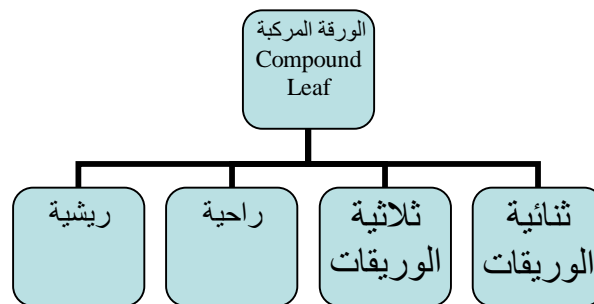 الورقة المركبة
Compound
Leaf
ثنائية
الوريقات
ثلاثية
الوريقات
راحية
ريشية